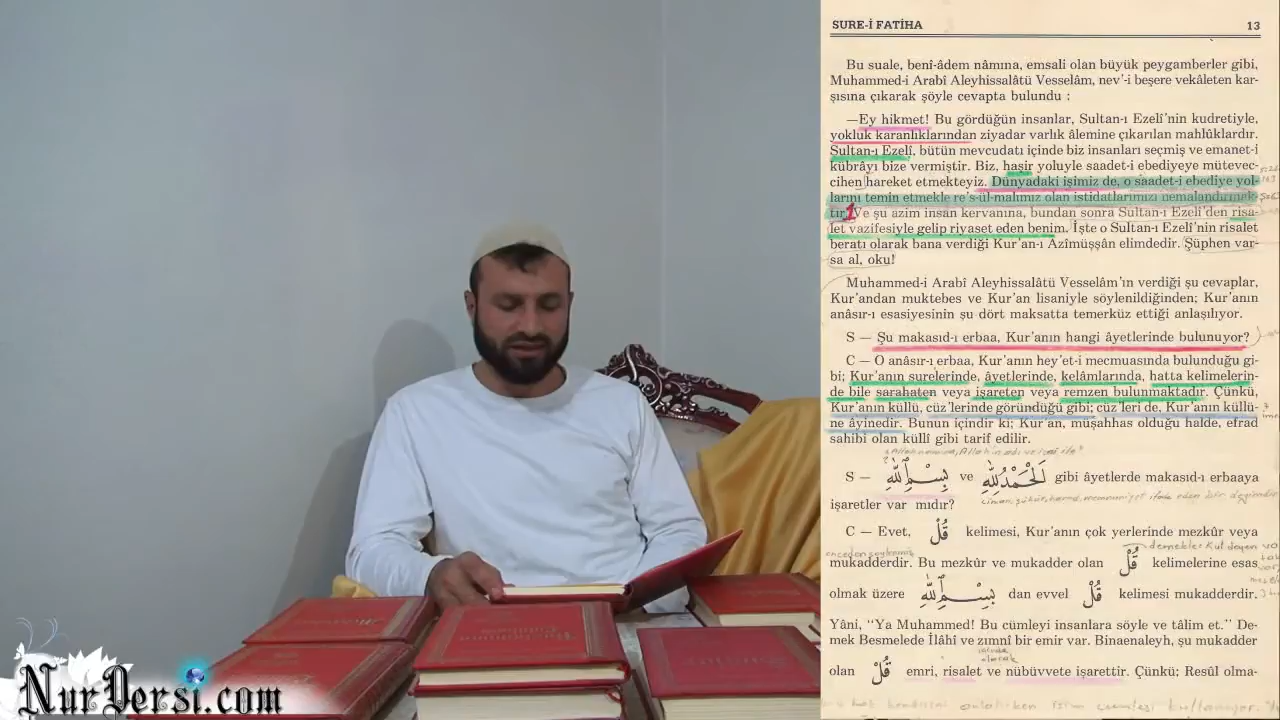 SURE-İ FATİHA 13
Bu suale, benî-âdem nâmına, emsali olan büyük peygamberler gibi,
Muhammed-i Arabî Aleyhissalâtü Vesselâm, nev'-i beşere vekâleten kar-
şısına çıkarak şöyle cevapta bulundu :
—Ey hikmet! Bu gördüğün insanlar, Sultan-ı Ezelî'nin kudretiyle,
yokluk karanlıklarından ziyadar varlık âlemine çıkarılan mahlûklardır.
Sultan-ı Ezelî, bütün mevcudatı içinde biz insanları seçmiş ve emanet-i
kübrâyı bize vermiştir. Biz, haşir yoluyle saadet-i ebediyeye mütevec-
cihen hareket etmekteyiz. Dünyadaki işimiz de, o saadet-i ebediye yol-
larını temin etmekle re's-ül-malımız olan istidatlarımızı nemalandırmak-
tır. 1 Ve şu azim insan kervanına, bundan sonra Sultan-ı Ezelî'den risa-
let vazifesiyle gelip riyaset eden benim. İşte o Sultan-ı Ezelî'nin risalet
beratı olarak bana verdiği Kur'an-ı Azîmüşşân elimdedir. Şüphen var-
sa al, oku!
Muhammed-i Arabî Aleyhissalâtü Vesselâm'ın verdiği şu cevaplar,
Kur'andan muktebes ve Kur'an lisaniyle söylenildiğinden; Kur'anın
anâsır-ı esasiyesinin şu dört maksatta temerküz ettiği anlaşılıyor.
S — Şu makasıd-ı erbaa, Kur'anın hangi âyetlerinde bulunuyor?
C — O anâsır-ı erbaa, Kur'anın hey'et-i mecmuasında bulunduğu gi-
bi; Kur'anın surelerinde, âyetlerinde, kelâmlarında, hatta kelimelerin-
de bile sarahaten veya işareten veya remzen bulunmaktadır. Çünkü,
Kur'anın küllü, cüz'lerinde göründüğü gibi; cüz'leri de, Kur'anın küllü-
ne âyinedir. Bunun içindir ki; Kur'an, müşahhas olduğu halde, efrad
sahibi olan küllî gibi tarif edilir.
S — بِسْمِ اللّٰهِ ve اَلْحَمْدُ لِلّٰهِ gibi âyetlerde makasıd-ı erbaaya
işaretler var mıdır?
C — Evet, قُلْ kelimesi, Kur'anın çok yerlerinde mezkûr veya
mukadderdir. Bu mezkûr ve mukadder olan قُلْ kelimelerine esas
olmak üzere بِسْمِ اللّٰهِ dan evvel قُلْ kelimesi mukadderdir.
Yâni, "Ya Muhammed! Bu cümleyi insanlara söyle ve tâlim et." De-
mek Besmelede İlâhî ve zımnî bir emir var. Binaenaleyh, şu mukadder
olan قُلْ emri, risalet ve nübüvvete işarettir. Çünkü; Resûl olma-
NurDersi.com